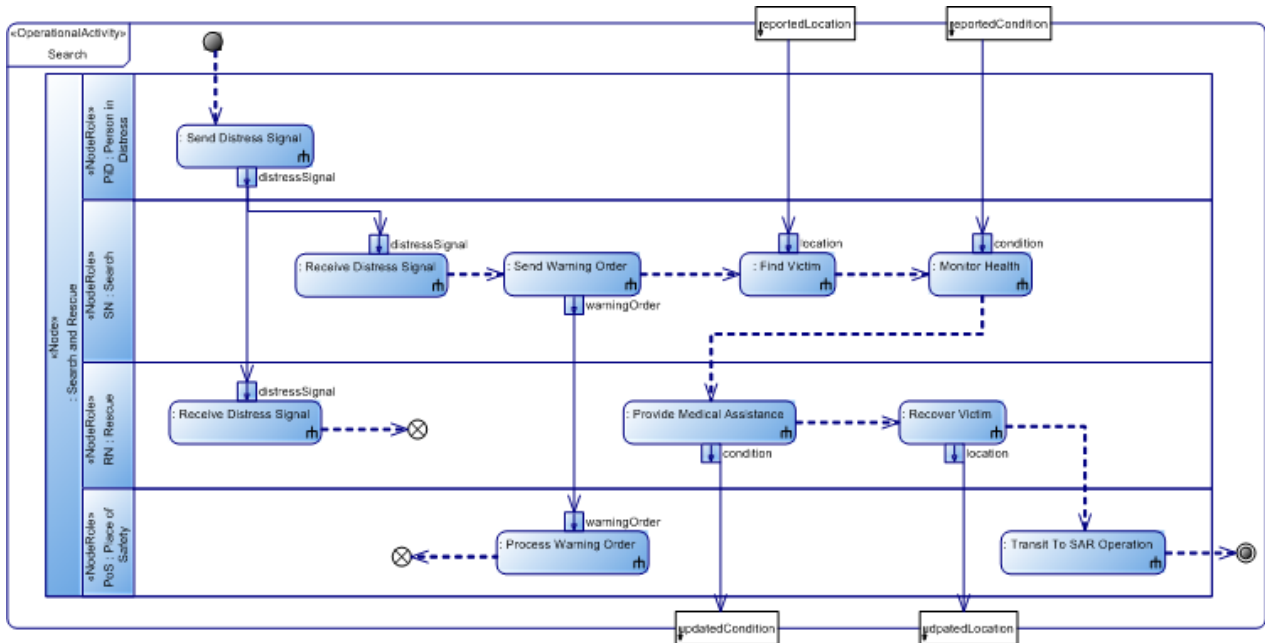 «OperationalActivity»
Search
reportedLocation
reportedCondition
«Node»
: Search and Rescue
«NodeRole»
PiD : Person in
Distress
: Send Distress Signal
distressSignal
«NodeRole»
SN : Search
distressSignal
: Receive Distress Signal
: Send Warning Order
warningOrder
location
: Find Victim
condition
: Monitor Health
«NodeRole»
RN : Rescue
distressSignal
: Receive Distress Signal
: Provide Medical Assistance
condition
: Recover Victim
location
«NodeRole»
PoS : Place of
Safety
warningOrder
: Process Warning Order
: Transit To SAR Operation
updatedCondition
udpatedLocation